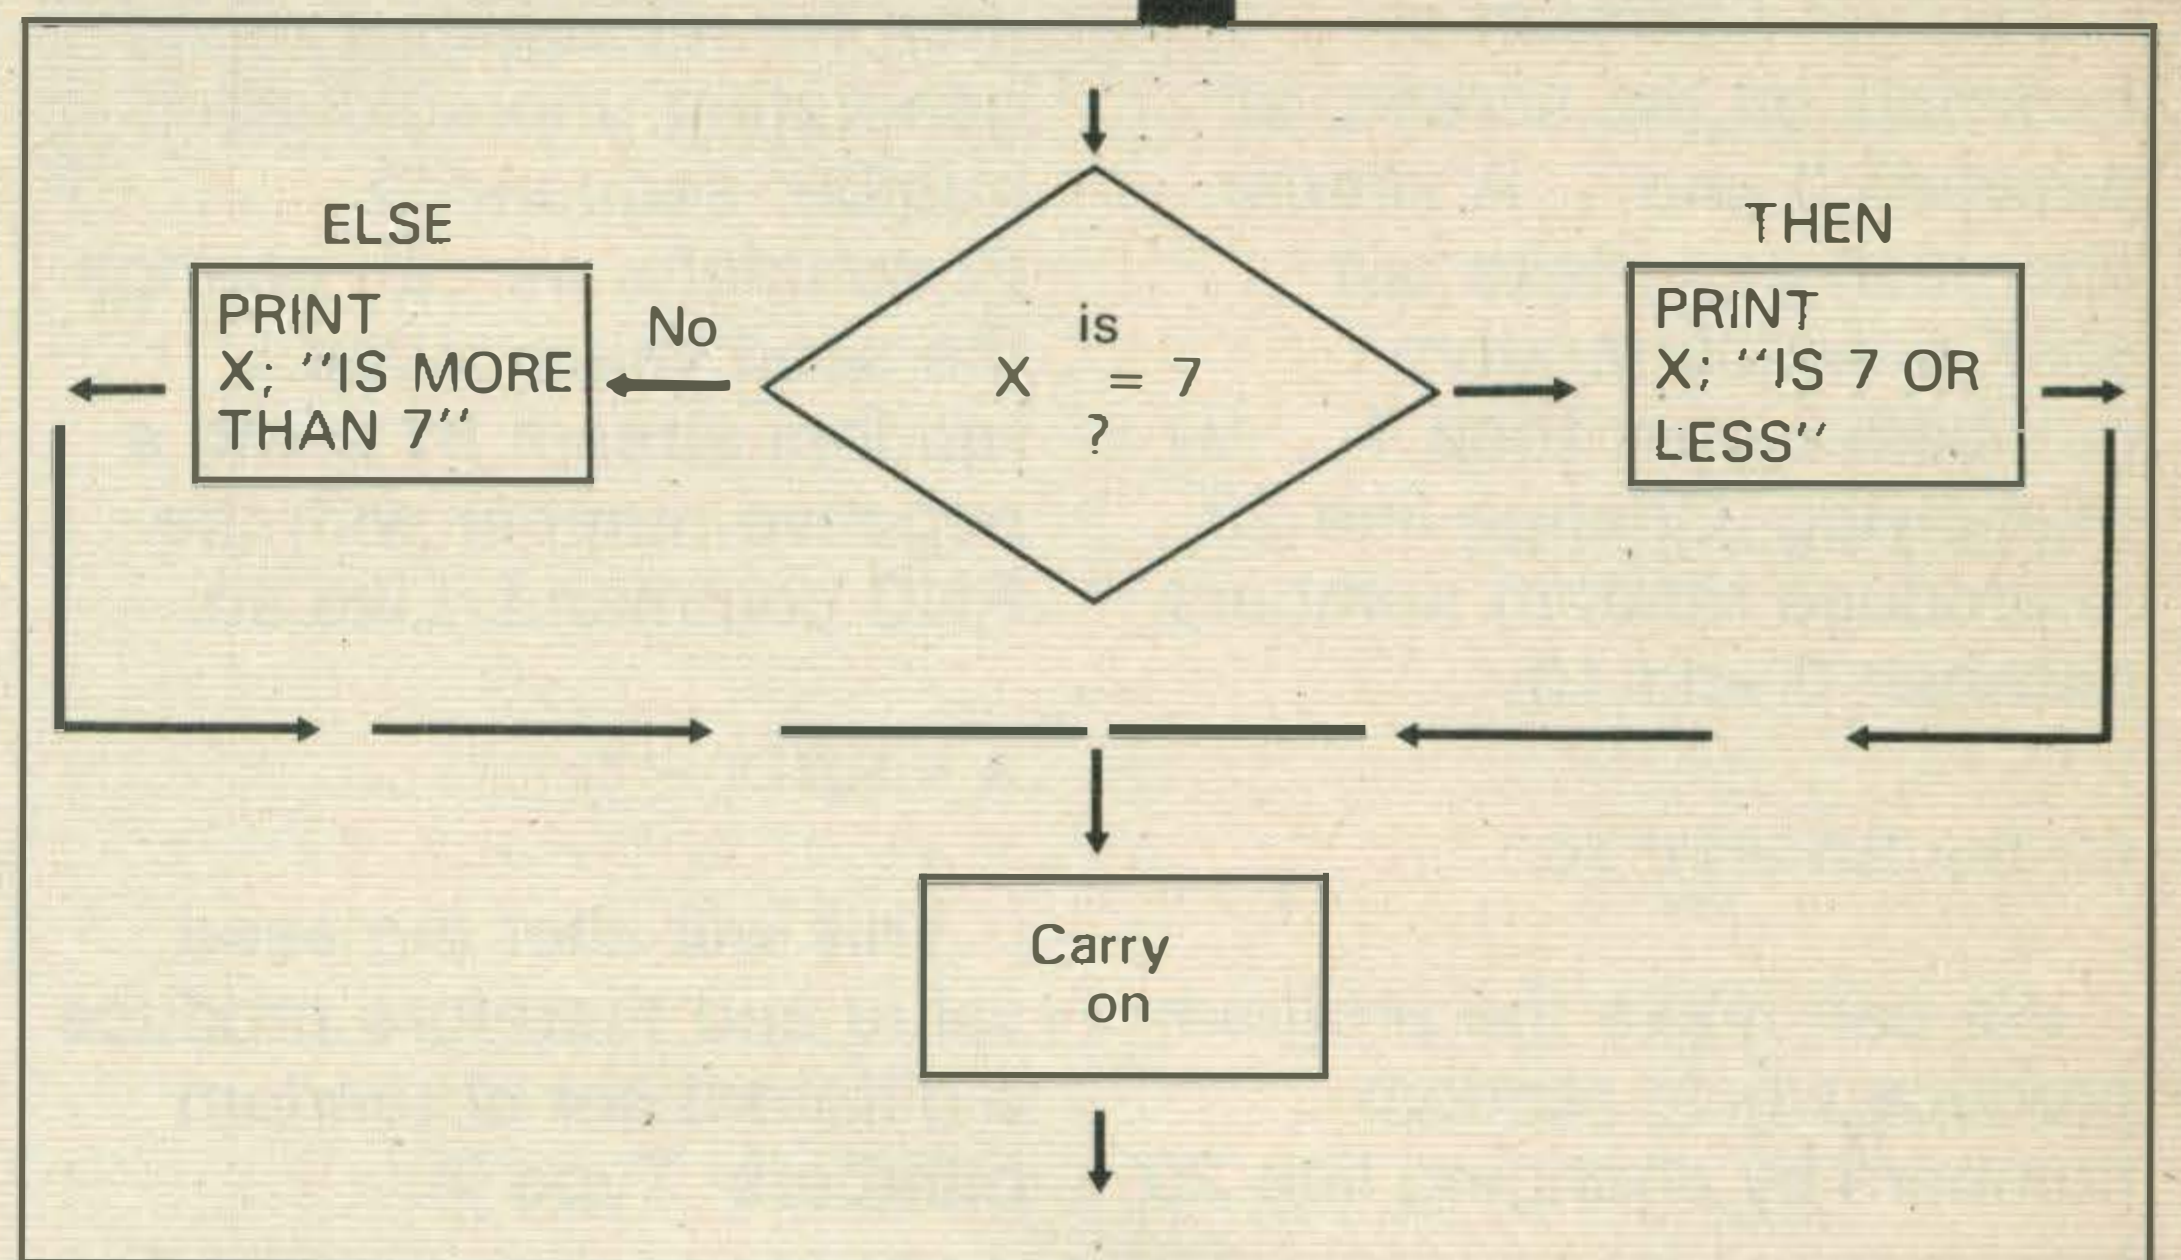 ELSE
PRINT
X; ''IS MORE
THAN 7''
No
is
X = 7
?
THEN
PRINT
X; ''IS 7 OR
LESS''
Carry
on